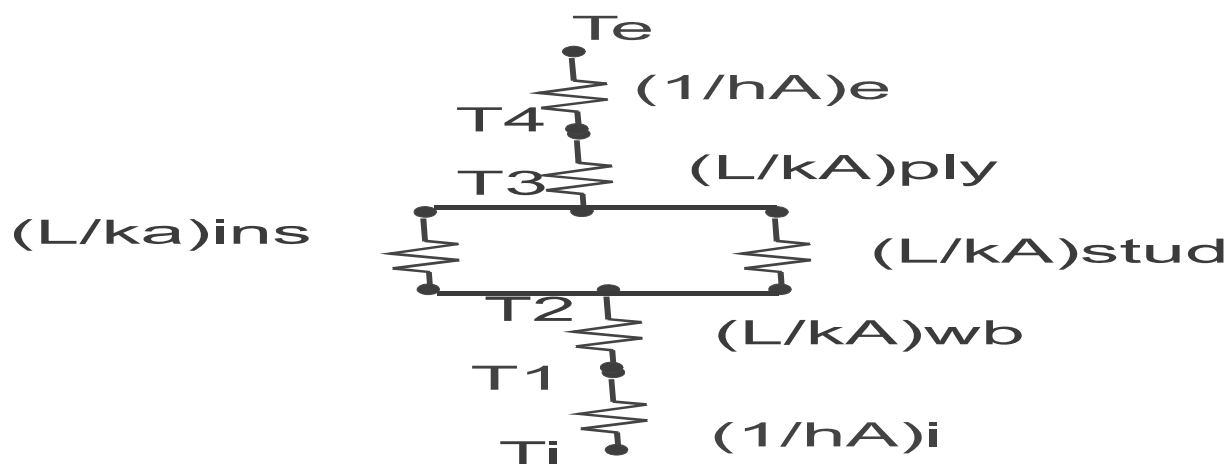 Te
(1/hA)e
T4
(L/kA)ply
T3
(L/ka)ins
(L/kA)stud
T2
(L/kA)wb
T1
(1/hA)i
Ti